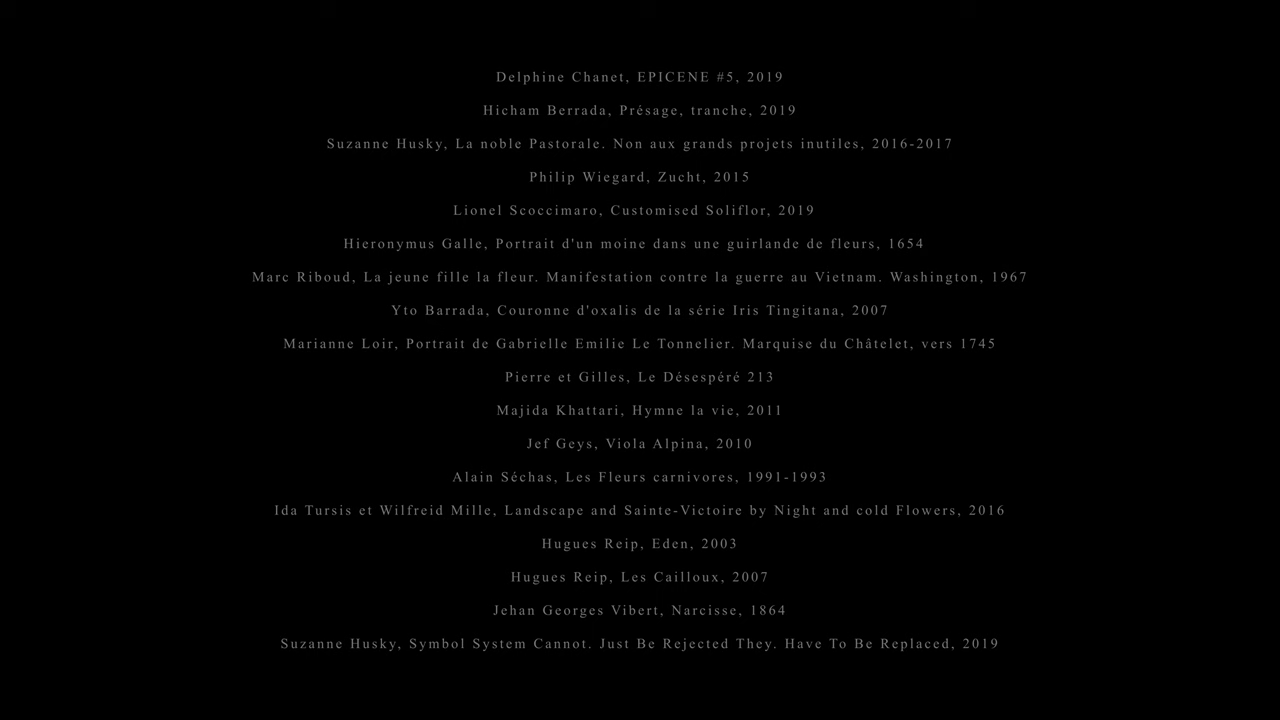 Delphine Chanet, EPICENE #5, 2019
Hicham Berrada, Présage, tranche, 2019
Suzanne Husky, La noble Pastorale. Non aux grands projets inutiles, 2016-2017
Philip Wiegard, Zucht, 2015
Lionel Scoccimaro, Customised Soliflor, 2019
Hieronymus Galle, Portrait d'un moine dans une guirlande de fleurs, 1654
Marc Riboud, La jeune fille la fleur. Manifestation contre la guerre au Vietnam. Washington, 1967
Yto Barrada, Couronne d'oxalis de la série Iris Tingitana, 2007
Marianne Loir, Portrait de Gabrielle Emilie Le Tonnelier. Marquise du Châtelet, vers 1745
Pierre et Gilles, Le Désespéré 213
Majida Khattari, Hymne la vie, 2011
Jef Geys, Viola Alpina, 2010
Alain Séchas, Les Fleurs carnivores, 1991-1993
Ida Tursis et Wilfreid Mille, Landscape and Sainte-Victoire by Night and cold Flowers, 2016
Hugues Reip, Eden, 2003
Hugues Reip, Les Cailloux, 2007
Jehan Georges Vibert, Narcisse, 1864
Suzanne Husky, Symbol System Cannot. Just Be Rejected They. Have To Be Replaced, 2019